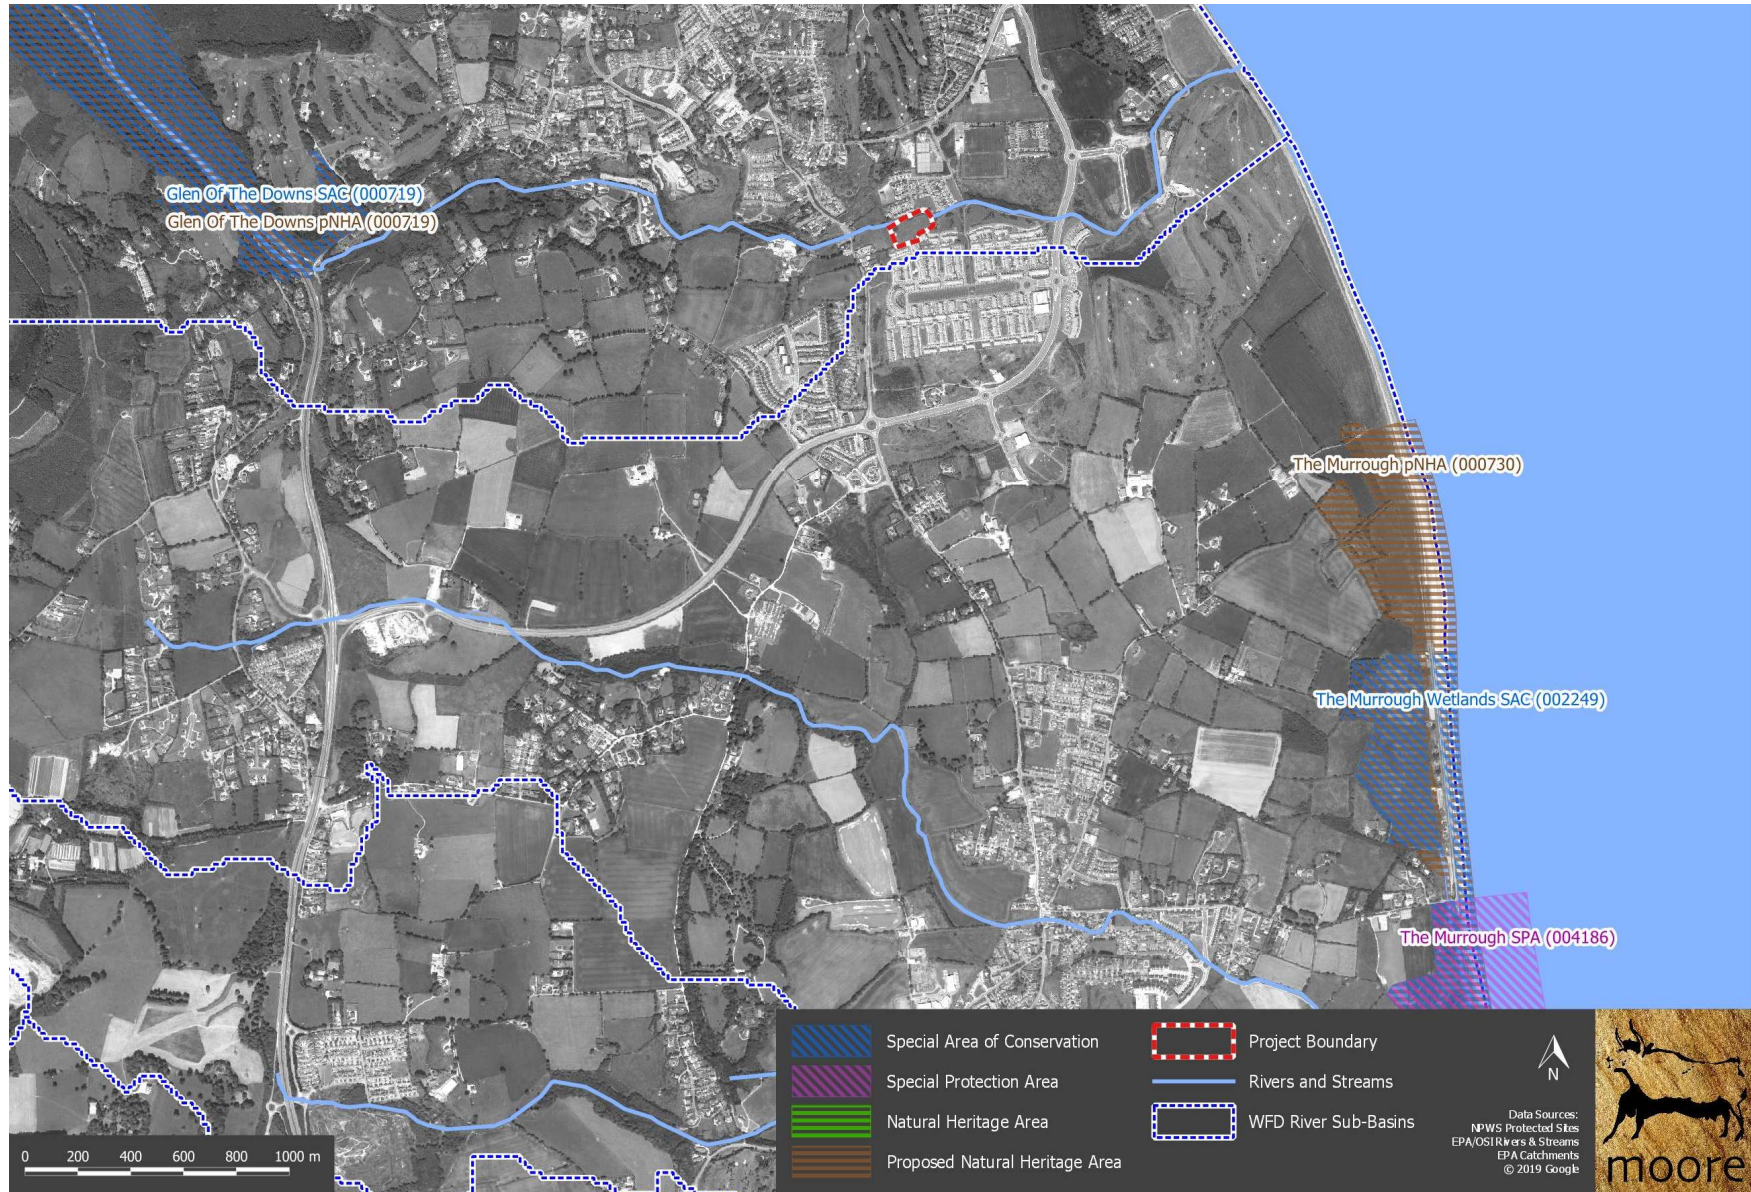 Glen Of The Downs SAC (000719)
Glen Of The Downs pNHA (000719)
The Murrough pNHA (000730)
The Murrough Wetlands SAC (002249)
The Murrough SPA (004186)
Special Area of Conservation
Special Protection Area
Natural Heritage Area
Proposed Natural Heritage Area
Project Boundary
Rivers and Streams
WFD River Sub-Basins
N
Data Sources:
NPWS Protected Sites
EPA/OSI Rivers & Streams
EPA Catchments
© 2019 Google
moore
0 200 400 600 800 1000 m